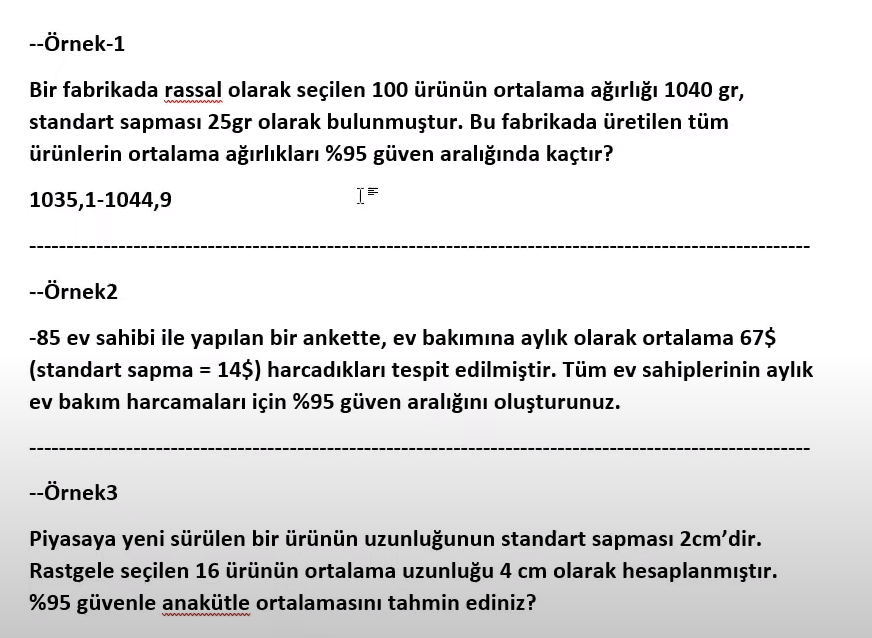 --Örnek-1
Bir fabrikada rassal olarak seçilen 100 ürünün ortalama ağırlığı 1040 gr,
standart sapması 25gr olarak bulunmuştur. Bu fabrikada üretilen tüm
ürünlerin ortalama ağırlıkları %95 güven aralığında kaçtır?
1035,1-1044,9
--------------------------------------------------------------------------------------------------------
--Örnek2
-85 ev sahibi ile yapılan bir ankette, ev bakımına aylık olarak ortalama 67$
(standart sapma = 14$) harcadıkları tespit edilmiştir. Tüm ev sahiplerinin aylık
ev bakım harcamaları için %95 güven aralığını oluşturunuz.
--------------------------------------------------------------------------------------------------------
--Örnek3
Piyasaya yeni sürülen bir ürünün uzunluğunun standart sapması 2cm’dir.
Rastgele seçilen 16 ürünün ortalama uzunluğu 4 cm olarak hesaplanmıştır.
%95 güvenle anakütle ortalamasını tahmin ediniz?